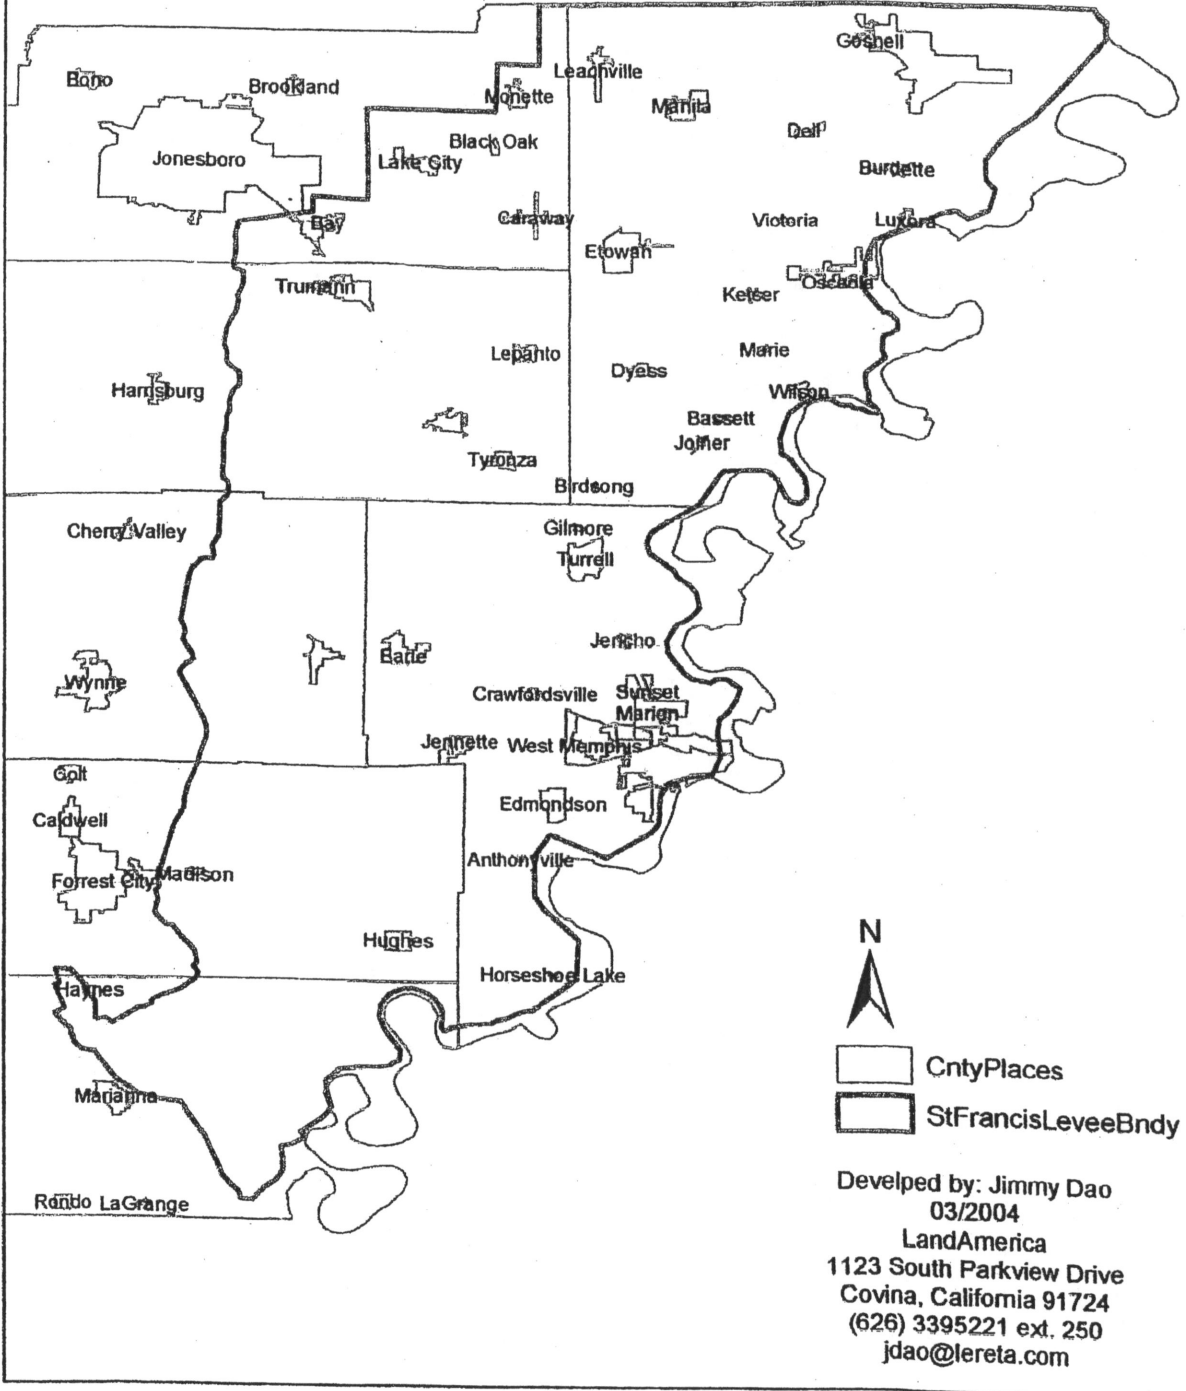 Gosnell
Bono
Brookland
Leachville
Monette
Manila
Dell
Black Oak
Jonesboro
Lake City
Burdette
Bay
Caraway
Victoria
Luxora
Etowah
Trumann
Keiser
Osceola
Lepanto
Marie
Dyess
Harrisburg
Wilson
Bassett
Joiner
Tyronza
Birdsong
Cherry Valley
Gilmore
Turrell
Jericho
Earle
Wynne
Crawfordsville
Sunset
Marion
Jennette
West Memphis
Colt
Edmondson
Caldwell
Anthonyville
Forrest City
Madison
Hughes
Horseshoe Lake
Haynes
Marianna
Rondo
LaGrange
N
CntyPlaces
StFrancisLeveeBndy
Develped by: Jimmy Dao
03/2004
LandAmerica
1123 South Parkview Drive
Covina, California 91724
(626) 3395221 ext. 250
jdao@lereta.com